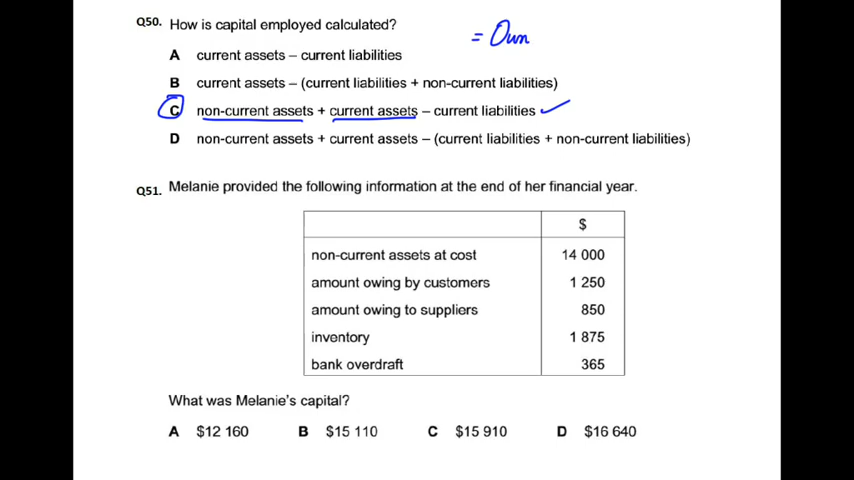 Q50. How is capital employed calculated?
= Own
A current assets – current liabilities
B current assets – (current liabilities + non-current liabilities)
C non-current assets + current assets – current liabilities
D non-current assets + current assets – (current liabilities + non-current liabilities)
Q51. Melanie provided the following information at the end of her financial year.
$
non-current assets at cost 14 000
amount owing by customers 1 250
amount owing to suppliers 850
inventory 1 875
bank overdraft 365
What was Melanie's capital?
A $12 160 B $15 110 C $15 910 D $16 640